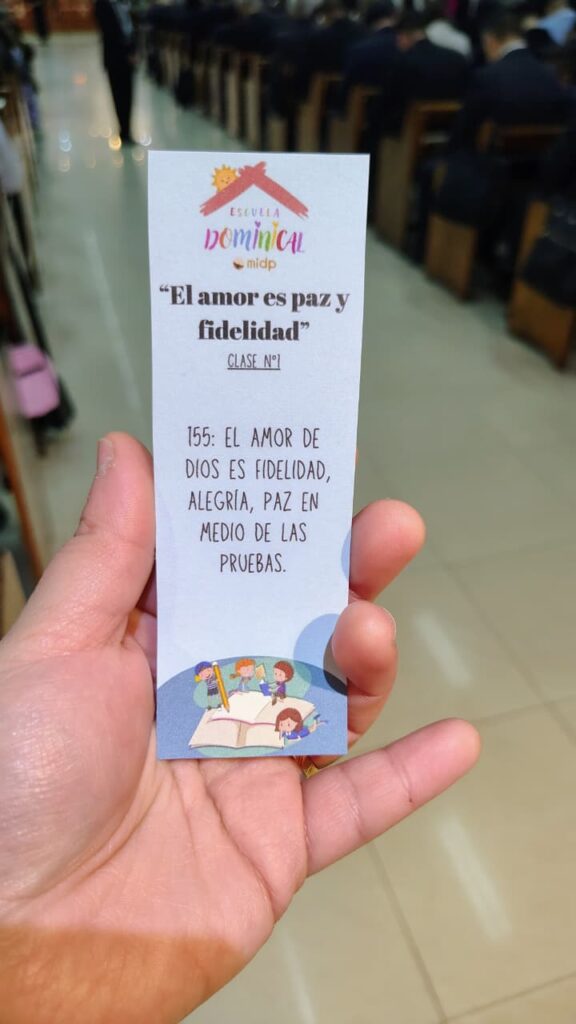 ESCUELA
DOMINICAL
midp
“El amor es paz y
fidelidad”
CLASE N°1
155: EL AMOR DE
DIOS ES FIDELIDAD,
ALEGRÍA, PAZ EN
MEDIO DE LAS
PRUEBAS.